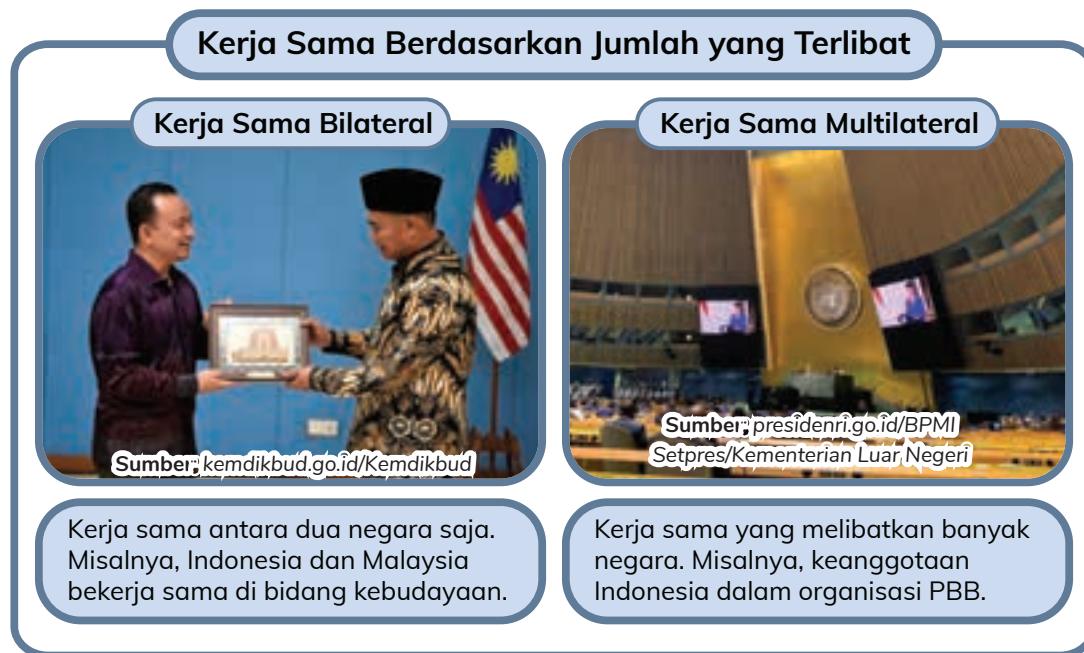 Kerja Sama Berdasarkan Jumlah yang Terlibat
Kerja Sama Bilateral
Sumber: kemdikbud.go.id/Kemdikbud
Kerja sama antara dua negara saja.
Misalnya, Indonesia dan Malaysia
bekerja sama di bidang kebudayaan.
Kerja Sama Multilateral
Sumber: presidenri.go.id/BPMI
Setpres/Kementerian Luar Negeri
Kerja sama yang melibatkan banyak
negara. Misalnya, keanggotaan
Indonesia dalam organisasi PBB.